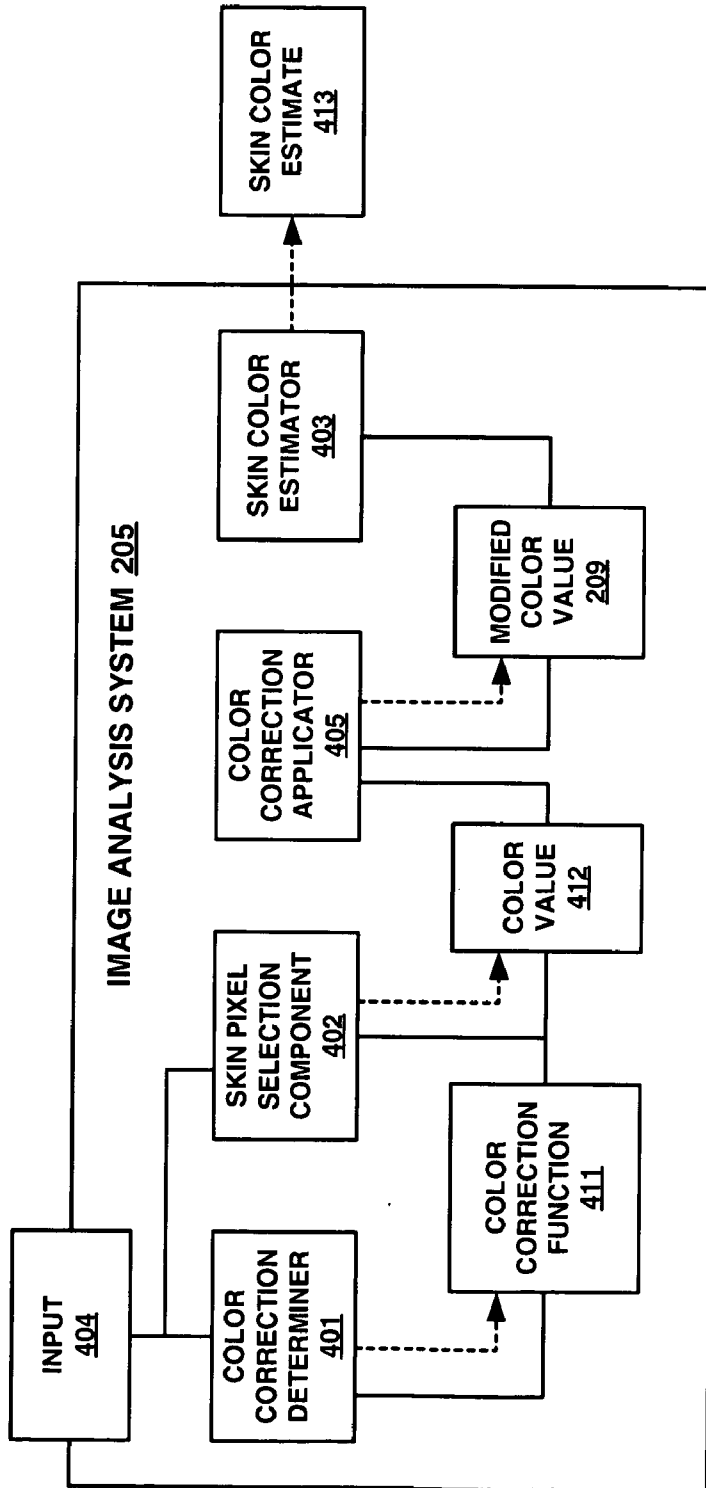 IMAGE ANALYSIS SYSTEM 205
INPUT
404
COLOR
CORRECTION
DETERMINER
401
SKIN PIXEL
SELECTION
COMPONENT
402
COLOR
CORRECTION
APPLICATOR
405
SKIN COLOR
ESTIMATOR
403
SKIN COLOR
ESTIMATE
413
COLOR
CORRECTION
FUNCTION
411
COLOR
VALUE
412
MODIFIED
COLOR
VALUE
209